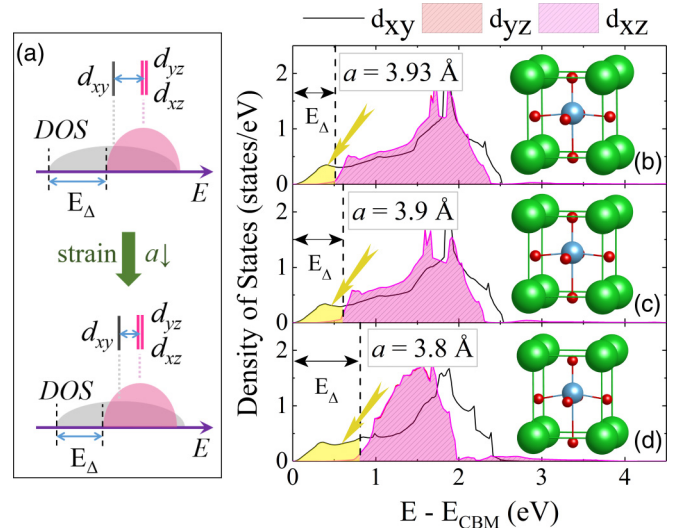 d_xy d_yz d_xz
(a)
d_xy d_yz
d_xz
DOS
E
E_Δ
strain a↓
d_xy d_yz
d_xz
DOS
E
E_Δ
Density of States (states/eV)
2
1
0
a = 3.93 Å
E_Δ
(b)
2
1
0
a = 3.9 Å
E_Δ
(c)
2
1
0
a = 3.8 Å
E_Δ
(d)
0 1 2 3 4
E - E_CBM (eV)